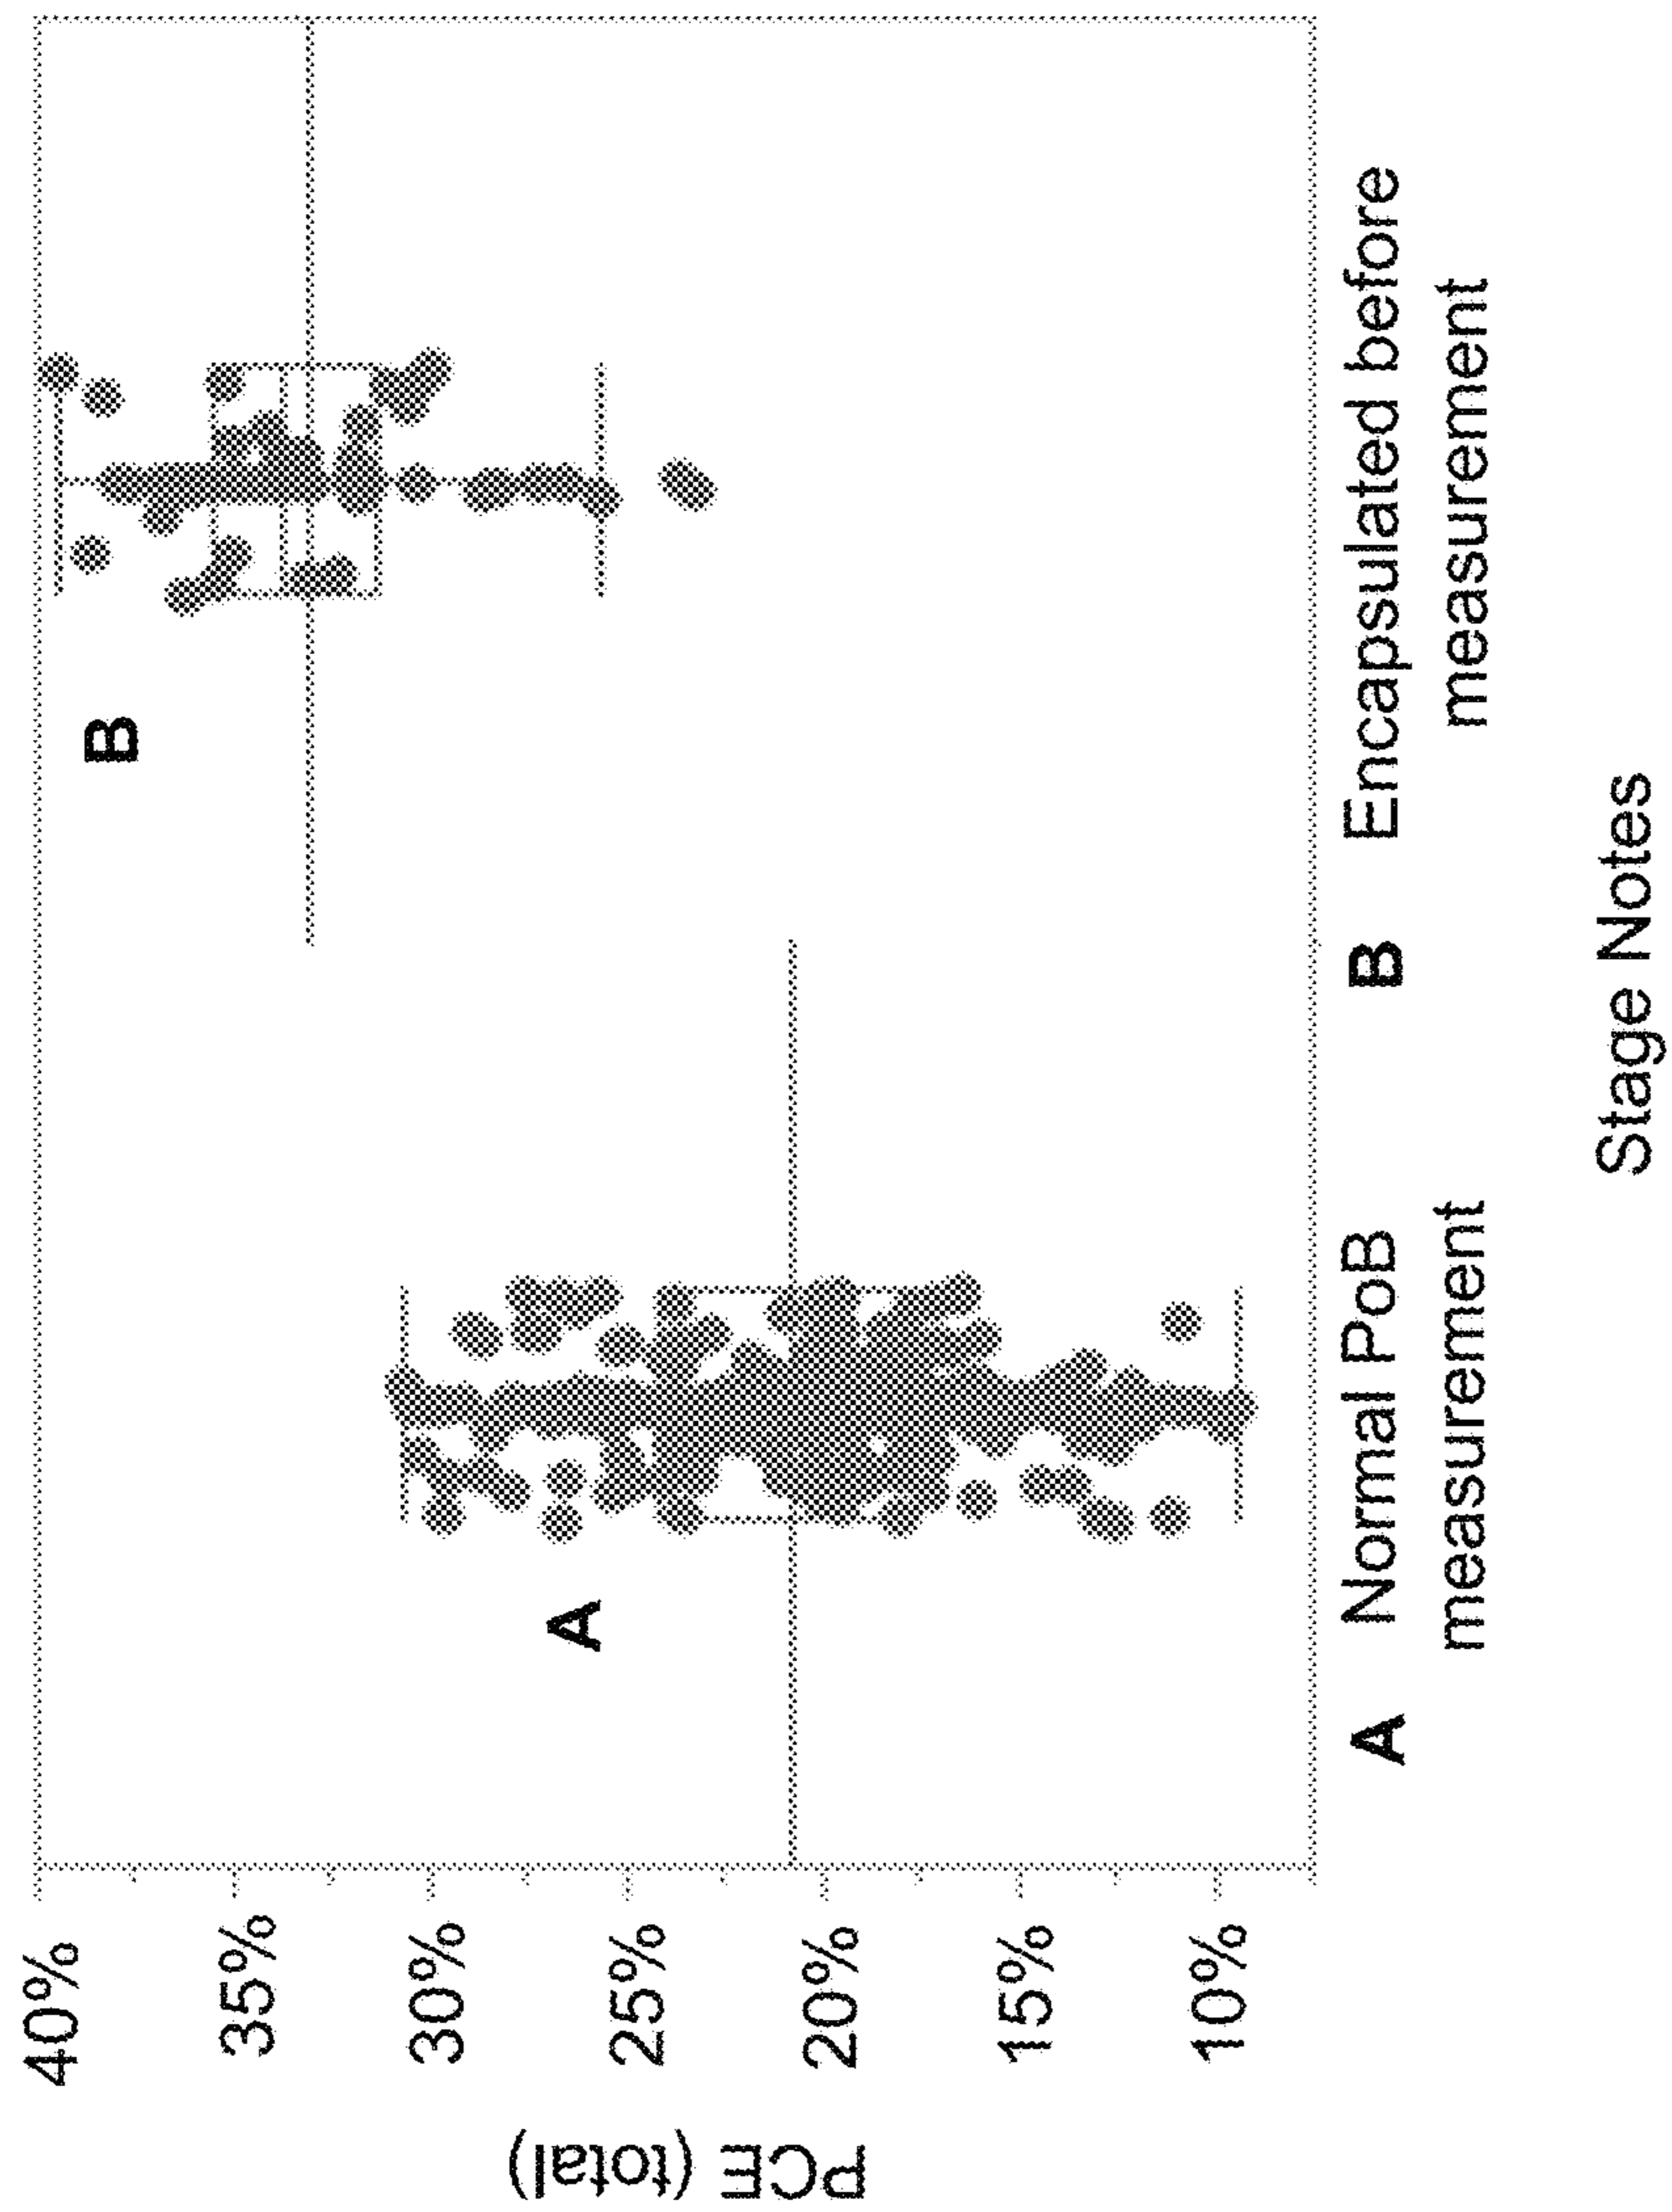 PCE (total)
40%
35%
30%
25%
20%
15%
10%
A
B
A Normal PoB
measurement
B Encapsulated before
measurement
Stage Notes